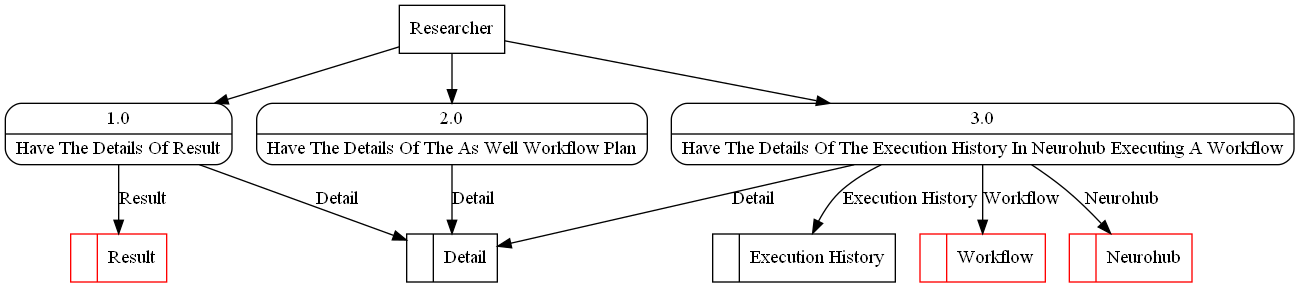 Researcher
1.0
Have The Details Of Result
2.0
Have The Details Of The As Well Workflow Plan
3.0
Have The Details Of The Execution History In Neurohub Executing A Workflow
Result
Detail
Detail
Detail
Execution History
Workflow
Neurohub
Result
Detail
Execution History
Workflow
Neurohub